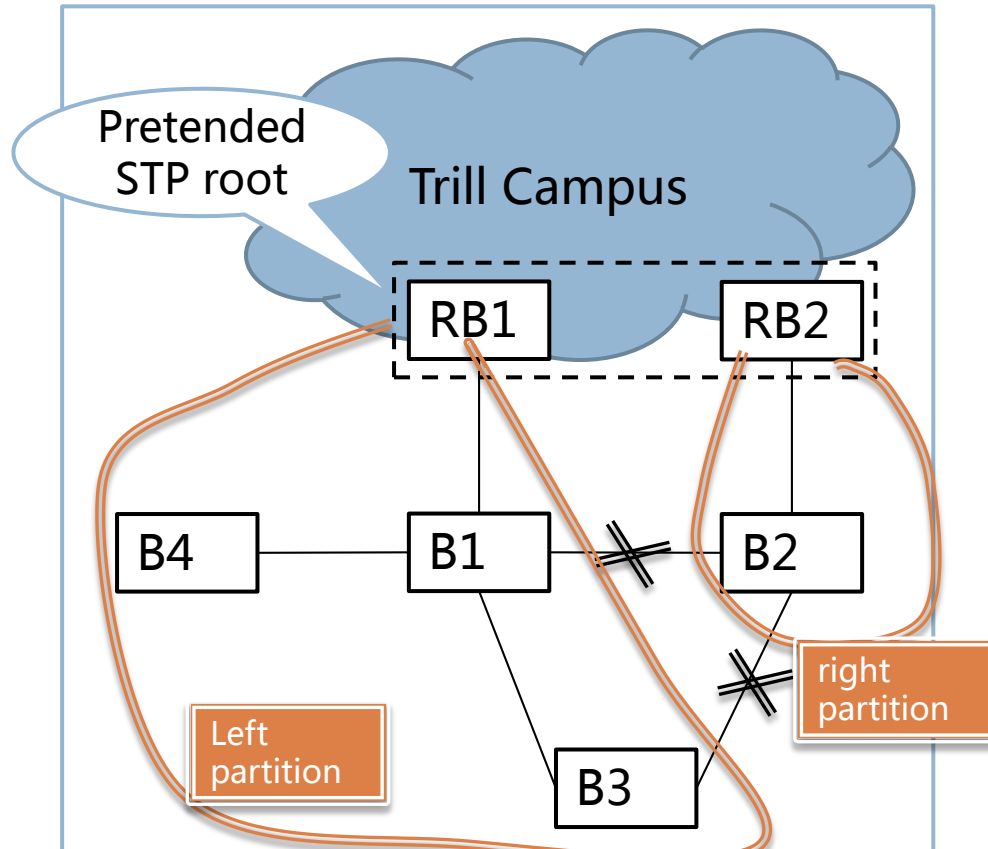 Pretended
STP root
Trill Campus
RB1
RB2
B4
B1
B2
right
partition
Left
partition
B3